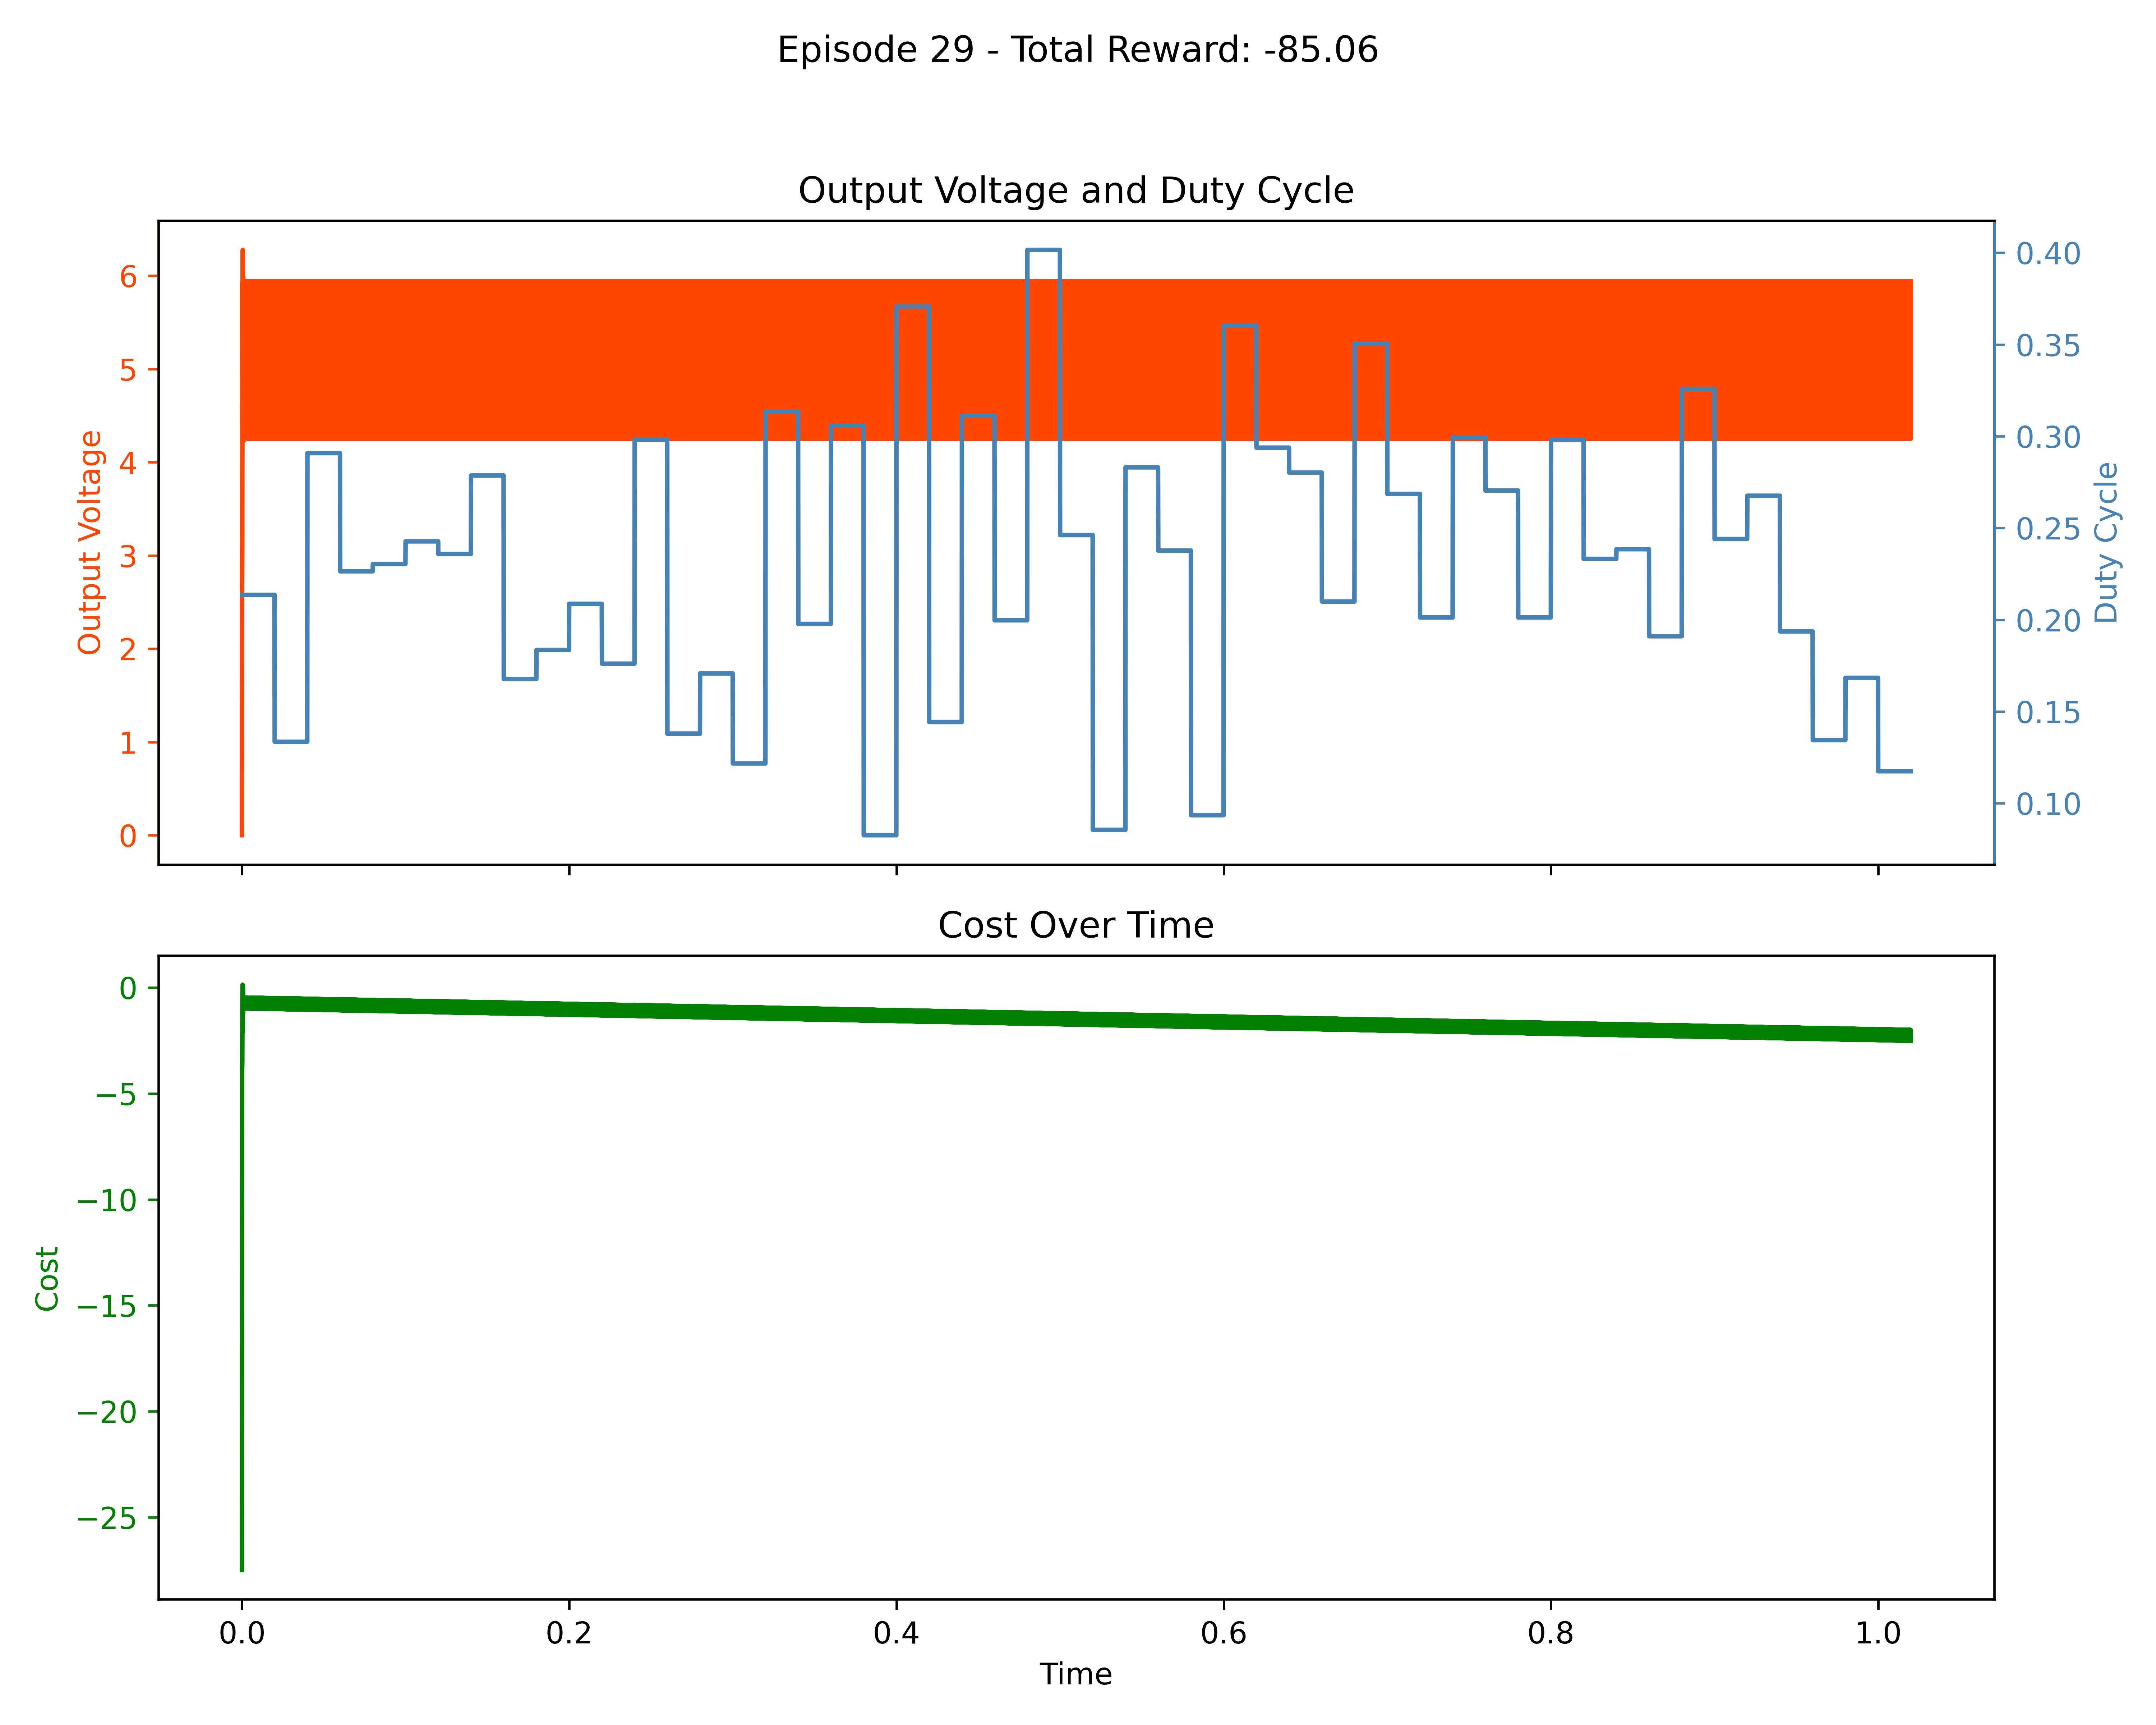 Episode 29 - Total Reward: -85.06
Output Voltage and Duty Cycle
Output Voltage
6
5
4
3
2
1
0
0.40
0.35
0.30
0.25
0.20
0.15
0.10
Duty Cycle
Cost Over Time
Cost
0
−5
−10
−15
−20
−25
0.0 0.2 0.4 0.6 0.8 1.0
Time